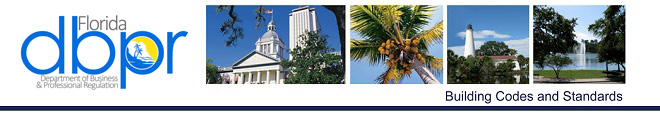 Florida
dbpr
Department of Business
& Professional Regulation
Building Codes and Standards